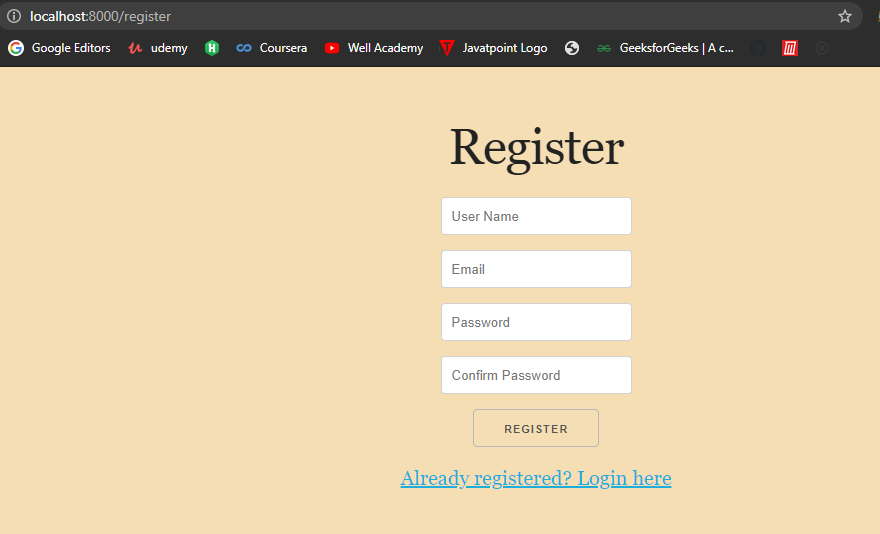 localhost:8000/register
Google Editors udemy Coursera Well Academy Javatpoint Logo GeeksforGeeks | A c...
Register
User Name
Email
Password
Confirm Password
REGISTER
Already registered? Login here